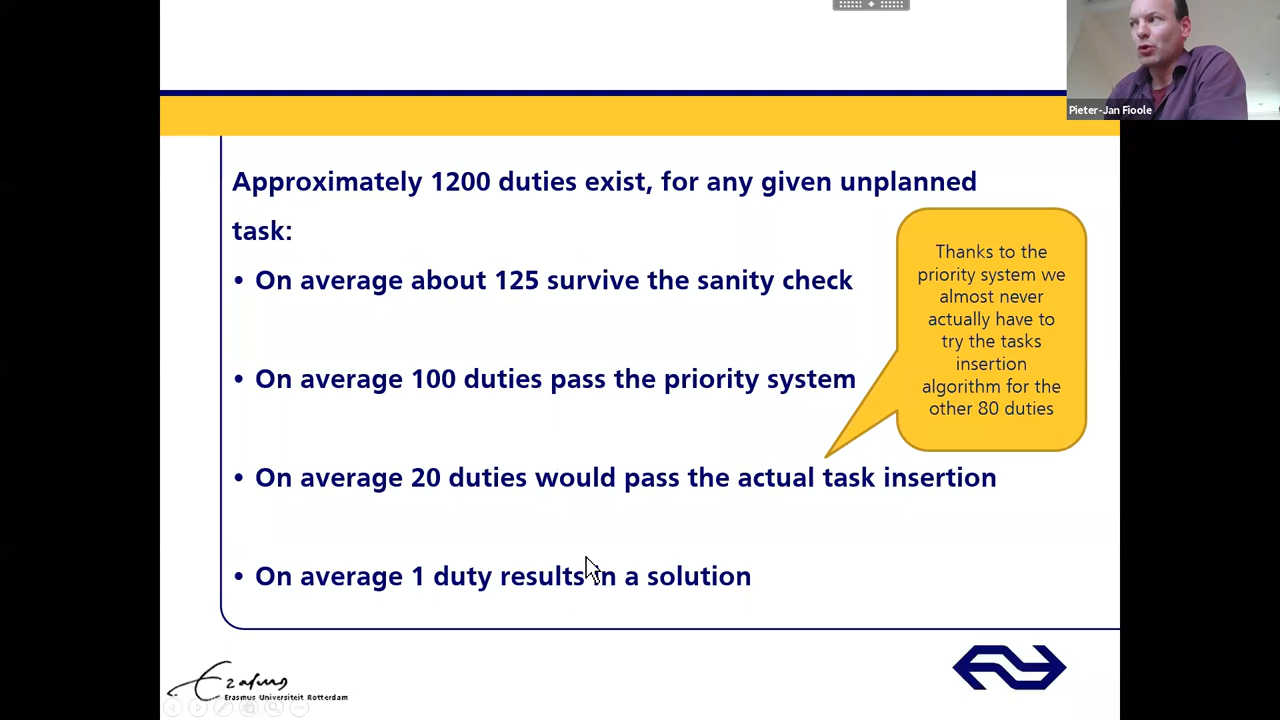 Pieter-Jan Fioole
Approximately 1200 duties exist, for any given unplanned
task:
• On average about 125 survive the sanity check
• On average 100 duties pass the priority system
• On average 20 duties would pass the actual task insertion
• On average 1 duty results in a solution
Thanks to the
priority system we
almost never
actually have to
try the tasks
insertion
algorithm for the
other 80 duties
Erasmus
Erasmus Universiteit Rotterdam